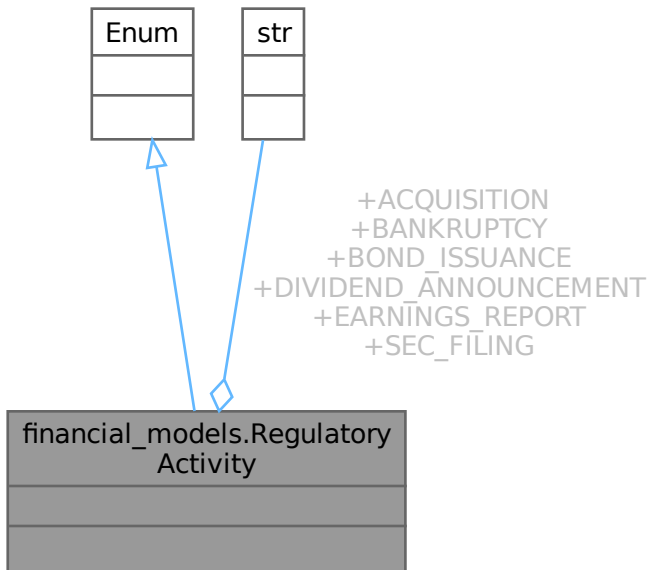 Enum
str
+ACQUISITION
+BANKRUPTCY
+BOND_ISSUANCE
+DIVIDEND_ANNOUNCEMENT
+EARNINGS_REPORT
+SEC_FILING
financial_models.Regulatory
Activity